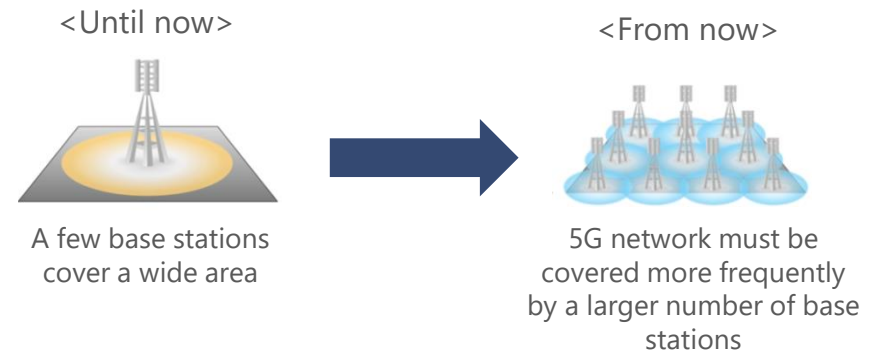 <Until now>
<From now>
A few base stations
cover a wide area
5G network must be
covered more frequently
by a larger number of base
stations